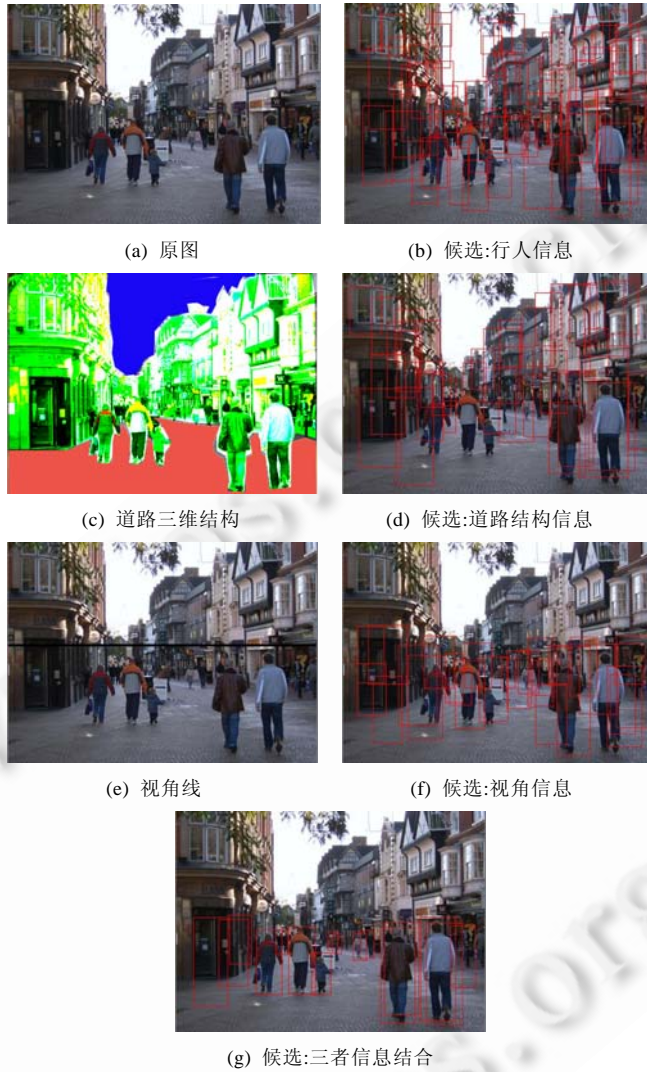 (a) 原图
(b) 候选:行人信息
(c) 道路三维结构
(d) 候选:道路结构信息
(e) 视角线
(f) 候选:视角信息
(g) 候选:三者信息结合